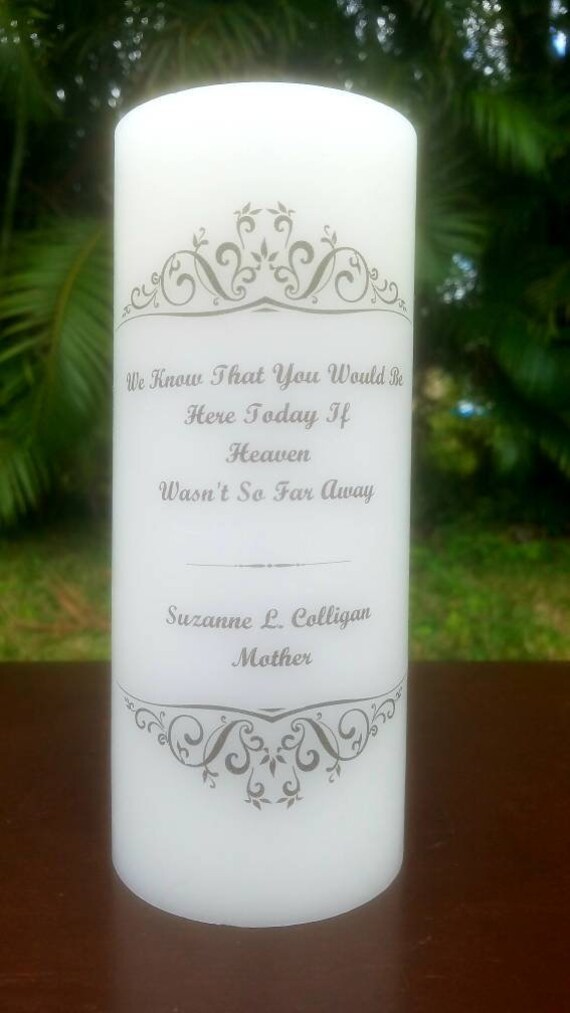 We Know That You Would Be
Here Today If
Heaven
Wasn't So Far Away
Suzanne L. Colligan
Mother